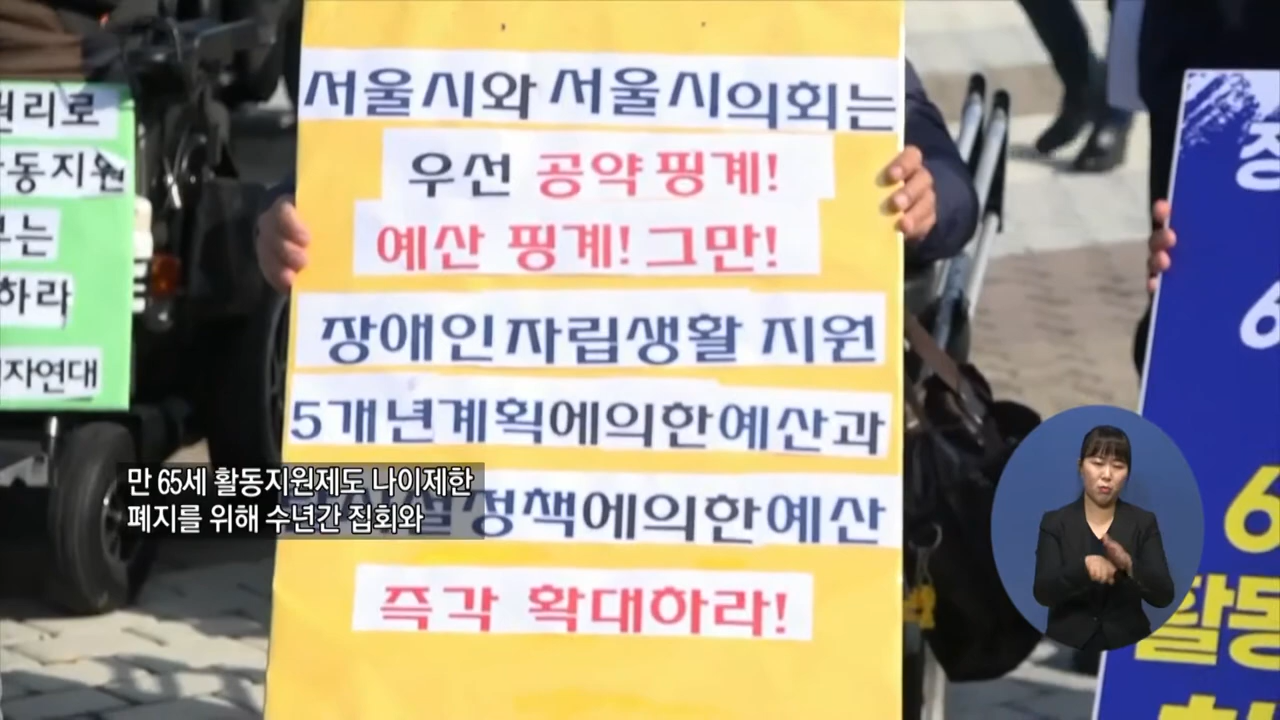 서울시와 서울시의회는
우선 공약 핑계!
예산 핑계! 그만!
장애인자립생활 지원
5개년계획에의한예산과
정책에의한예산
즉각 확대하라!
만 65세 활동지원제도 나이제한
폐지를 위해 수년간 집회와
권리로
활동지원
부는
하라
자연대
장
6
6
활동